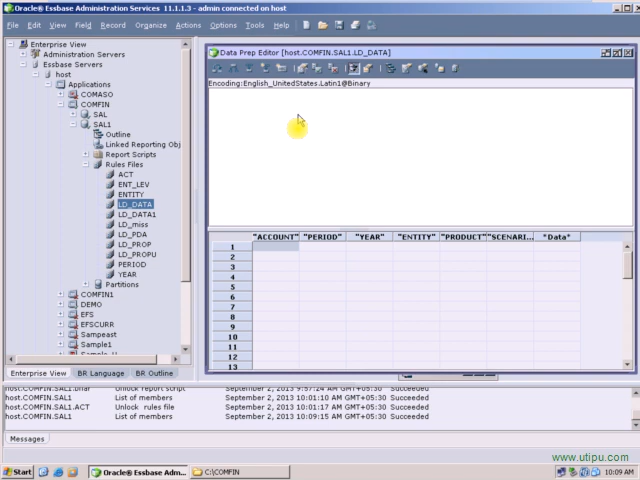 Oracle® Essbase Administration Services 11.1.1.3 - admin connected on host
File Edit View Field Record Organize Actions Options Tools Help
Enterprise View
Administration Servers
Essbase Servers
host
Applications
COMASO
COMFIN
SAL
SAL1
Outline
Linked Reporting Obj
Report Scripts
Rules Files
ACT
ENT_LEV
ENTITY
LD_DATA
LD_DATA1
LD_miss
LD_PDA
LD_PROP
LD_PROPU
PERIOD
YEAR
Partitions
COMFIN1
DEMO
EFS
EFSCURR
Sampeast
Sample1
Enterprise View BR Language BR Outline
Data Prep Editor [host.COMFIN.SAL1.LD_DATA]
Encoding:English_UnitedStates.Latin1@Binary
"ACCOUNT" "PERIOD" "YEAR" "ENTITY" "PRODUCT" "SCENARI... *Data*
1
2
3
4
5
6
7
8
9
10
11
12
13
Unlock report script September 2, 2013 9:57:24 AM GMT+05:30 Succeeded
host.COMFIN.SAL1 List of members September 2, 2013 10:01:10 AM GMT+05:30 Succeeded
host.COMFIN.SAL1.ACT Unlock rules file September 2, 2013 10:01:17 AM GMT+05:30 Succeeded
host.COMFIN.SAL1 List of members September 2, 2013 10:09:15 AM GMT+05:30 Succeeded
Messages
www.utipu.com
Start Oracle® Essbase Adm... C:\COMFIN 10:09 AM